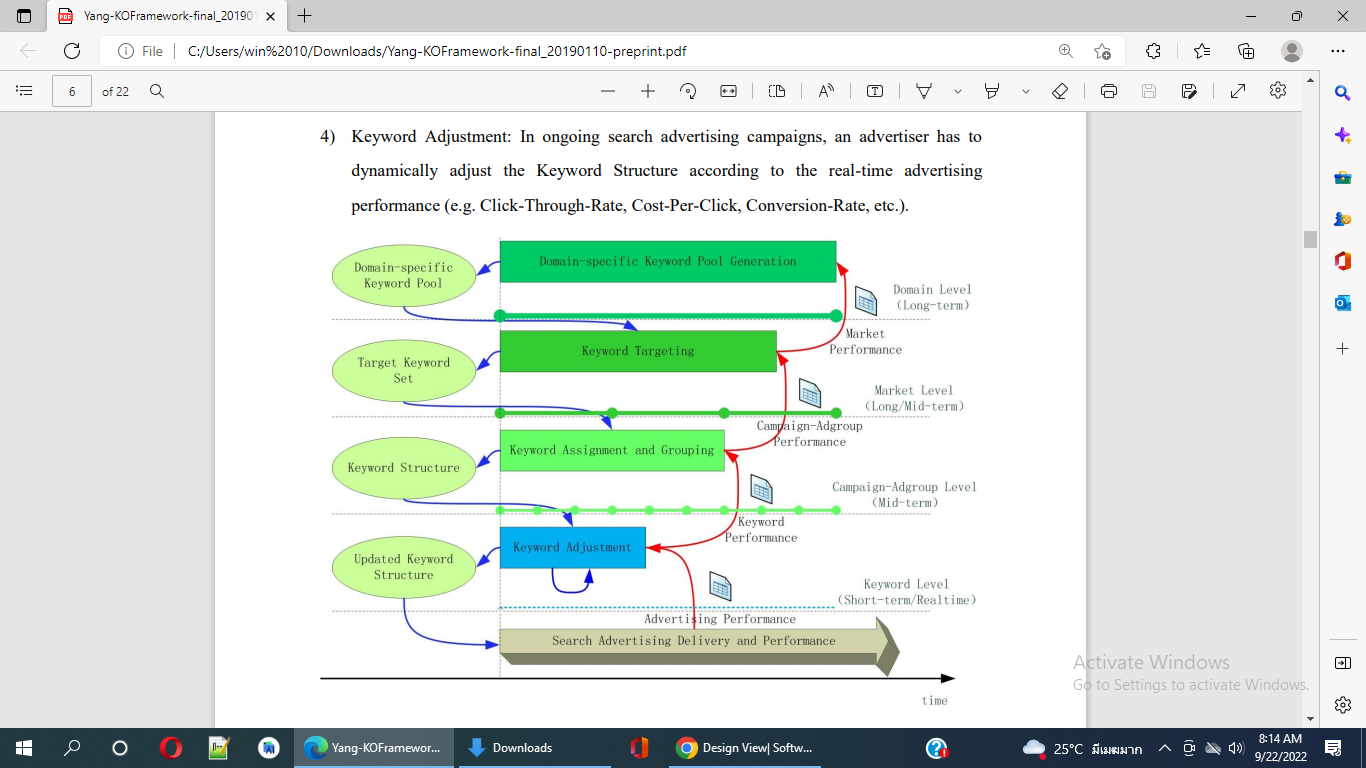 Yang-KOFramework-final_20190
File
C:/Users/win%2010/Downloads/Yang-KOFramework-final_20190110-preprint.pdf
6
of 22
4) Keyword Adjustment: In ongoing search advertising campaigns, an advertiser has to
dynamically adjust the Keyword Structure according to the real-time advertising
performance (e.g. Click-Through-Rate, Cost-Per-Click, Conversion-Rate, etc.).
Domain-specific
Keyword Pool
Domain-specific Keyword Pool Generation
Domain Level
(Long-term)
Market
Performance
Target Keyword
Set
Keyword Targeting
Market Level
(Long/Mid-term)
Campaign-Adgroup
Performance
Keyword Structure
Keyword Assignment and Grouping
Campaign-Adgroup Level
(Mid-term)
Keyword
Performance
Updated Keyword
Structure
Keyword Adjustment
Keyword Level
(Short-term/Realtime)
Advertising Performance
Search Advertising Delivery and Performance
time
Activate Windows
Go to Settings to activate Windows.
Yang-KOFramewor...
Downloads
Design View| Softw...
25°C มีเมฆมาก
8:14 AM
9/22/2022